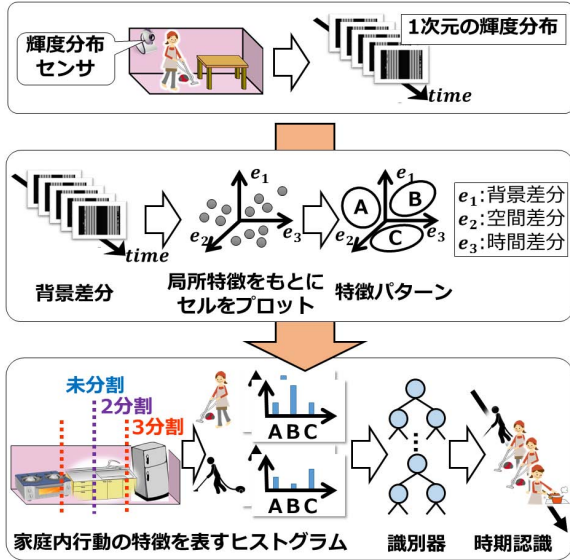 輝度分布
センサ
1次元の輝度分布
time
e1
e2
e3
e1
e2
e3
A
B
C
e1:背景差分
e2:空間差分
e3:時間差分
time
背景差分
局所特徴をもとに
セルをプロット
特徴パターン
未分割
2分割
3分割
A B C
A B C
家庭内行動の特徴を表すヒストグラム
識別器
時期認識